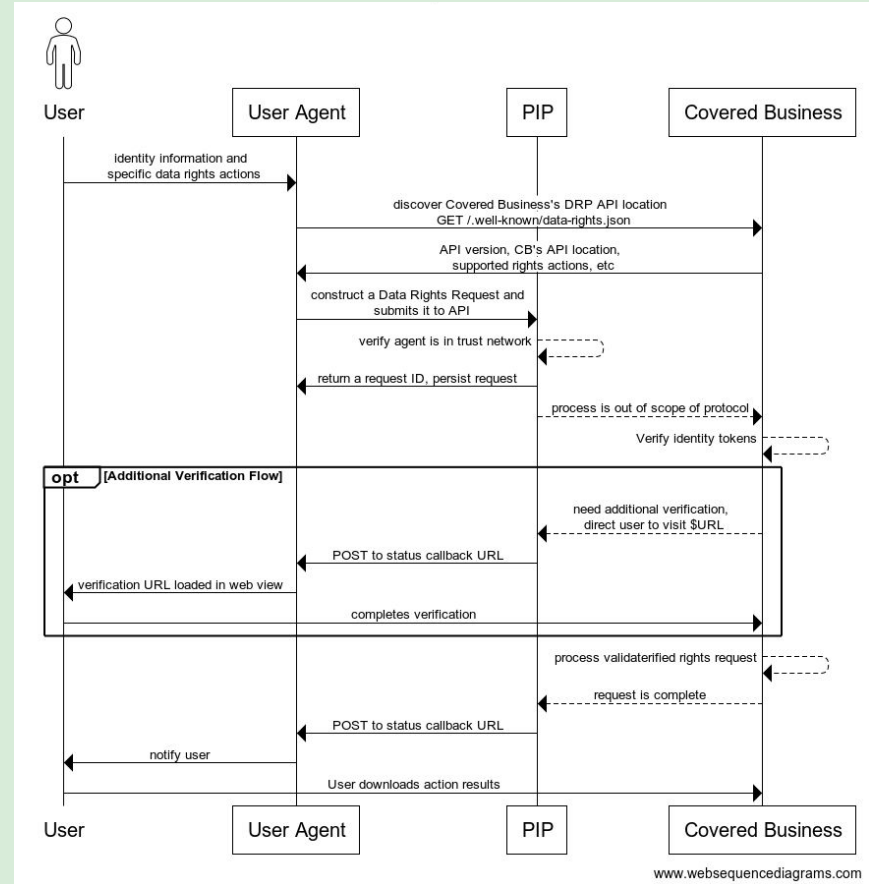 User
User Agent
PIP
Covered Business
identity information and
specific data rights actions
discover Covered Business's DRP API location
GET /.well-known/data-rights.json
API version, CB's API location,
supported rights actions, etc
construct a Data Rights Request and
submits it to API
verify agent is in trust network
return a request ID, persist request
process is out of scope of protocol
Verify identity tokens
opt
[Additional Verification Flow]
need additional verification,
direct user to visit $URL
POST to status callback URL
verification URL loaded in web view
completes verification
process validaterified rights request
request is complete
POST to status callback URL
notify user
User downloads action results
User
User Agent
PIP
Covered Business
www.websequencediagrams.com